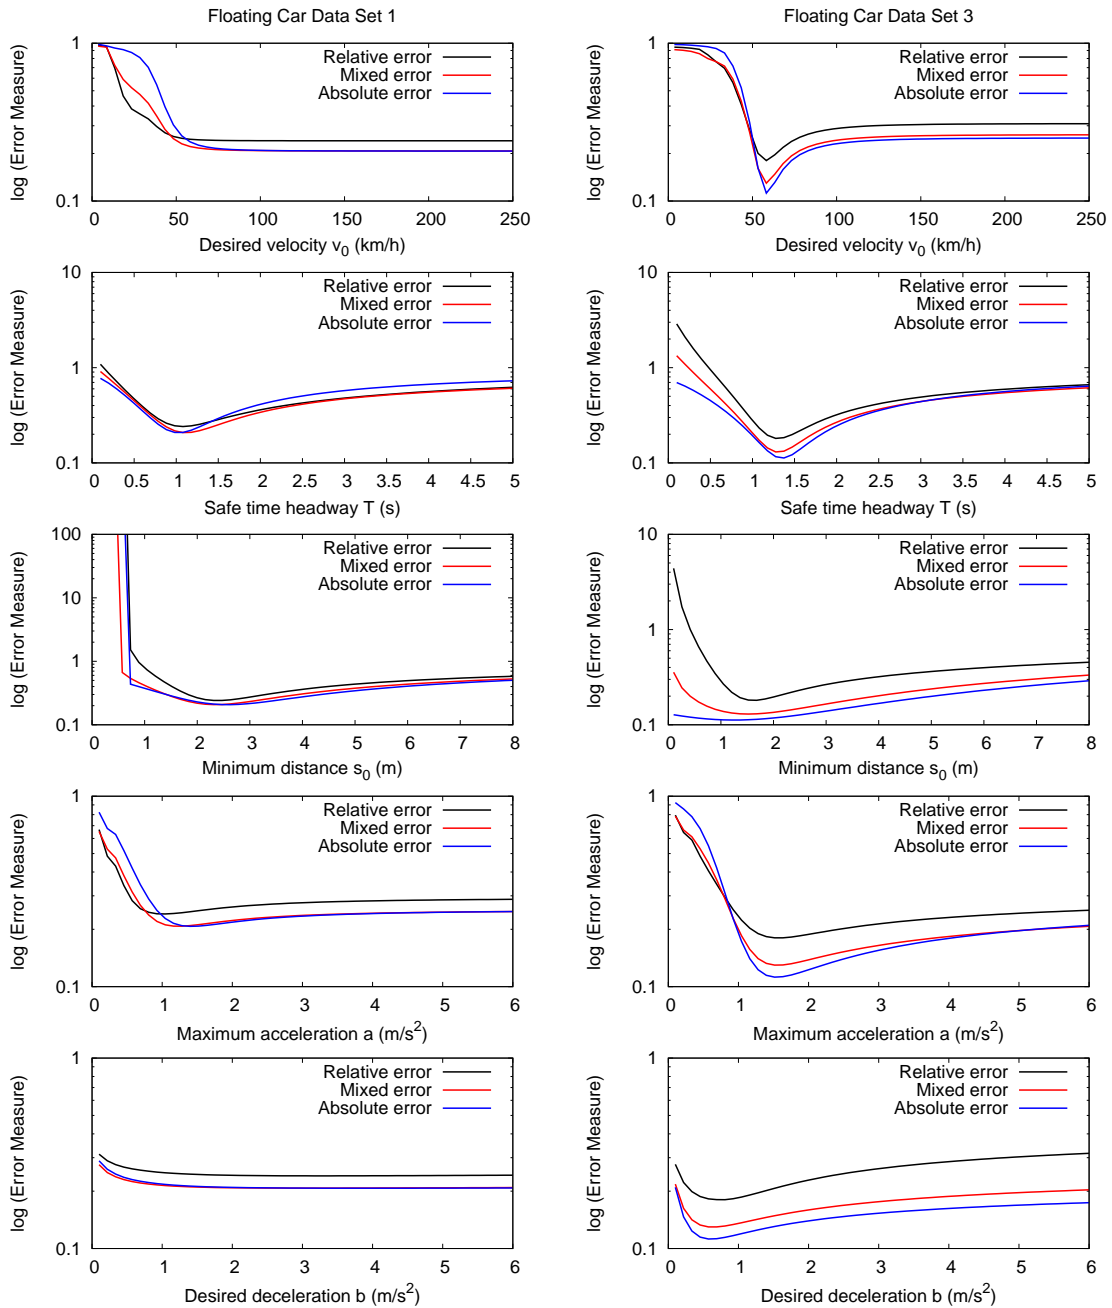 Floating Car Data Set 1
log (Error Measure)
1
0.1
Relative error
Mixed error
Absolute error
0 50 100 150 200 250
Desired velocity v0 (km/h)
Floating Car Data Set 3
log (Error Measure)
1
0.1
Relative error
Mixed error
Absolute error
0 50 100 150 200 250
Desired velocity v0 (km/h)
log (Error Measure)
10
1
0.1
Relative error
Mixed error
Absolute error
0 0.5 1 1.5 2 2.5 3 3.5 4 4.5 5
Safe time headway T (s)
log (Error Measure)
10
1
0.1
Relative error
Mixed error
Absolute error
0 0.5 1 1.5 2 2.5 3 3.5 4 4.5 5
Safe time headway T (s)
log (Error Measure)
100
10
1
0.1
Relative error
Mixed error
Absolute error
0 1 2 3 4 5 6 7 8
Minimum distance s0 (m)
log (Error Measure)
10
1
0.1
Relative error
Mixed error
Absolute error
0 1 2 3 4 5 6 7 8
Minimum distance s0 (m)
log (Error Measure)
1
0.1
Relative error
Mixed error
Absolute error
0 1 2 3 4 5 6
Maximum acceleration a (m/s2)
log (Error Measure)
1
0.1
Relative error
Mixed error
Absolute error
0 1 2 3 4 5 6
Maximum acceleration a (m/s2)
log (Error Measure)
1
0.1
Relative error
Mixed error
Absolute error
0 1 2 3 4 5 6
Desired deceleration b (m/s2)
log (Error Measure)
1
0.1
Relative error
Mixed error
Absolute error
0 1 2 3 4 5 6
Desired deceleration b (m/s2)